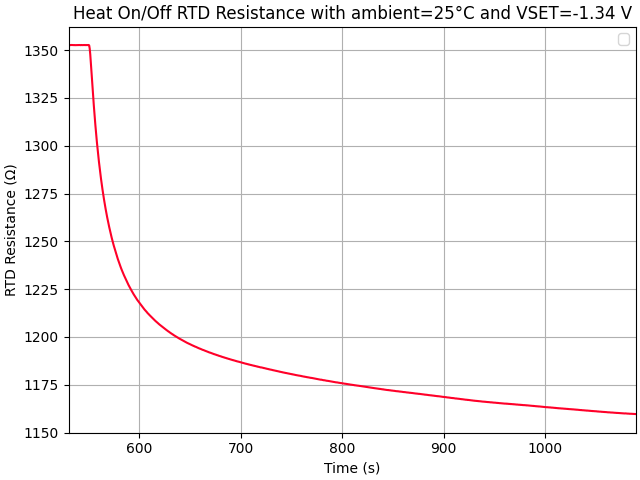 Heat On/Off RTD Resistance with ambient=25°C and VSET=-1.34 V
RTD Resistance (Ω)
1350
1325
1300
1275
1250
1225
1200
1175
1150
600 700 800 900 1000
Time (s)